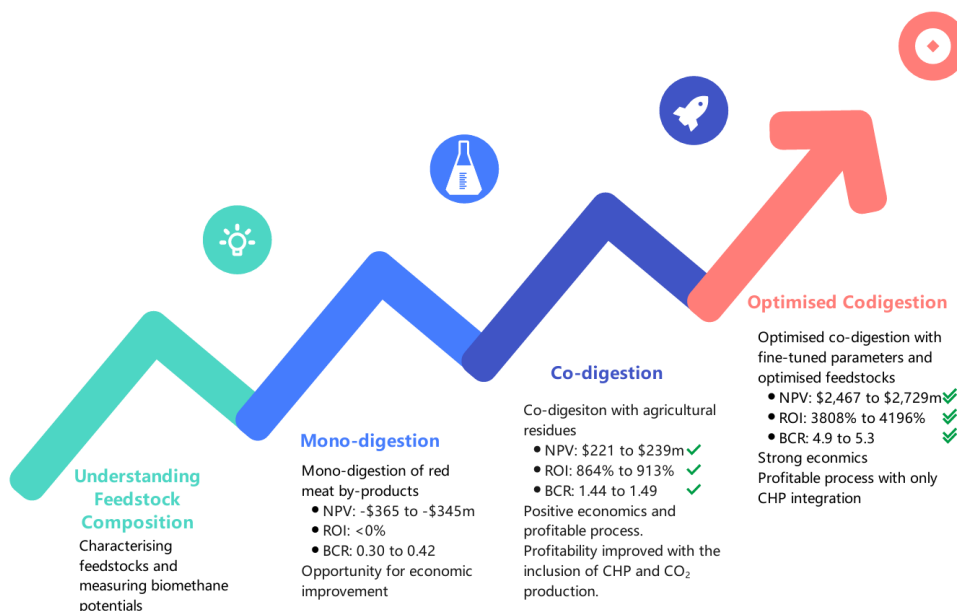 Understanding
Feedstock
Composition
Characterising
feedstocks and
measuring biomethane
potentials
Mono-digestion
Mono-digestion of red
meat by-products
• NPV: -$365 to -$345m
• ROI: <0%
• BCR: 0.30 to 0.42
Opportunity for economic
improvement
Co-digestion
Co-digesiton with agricultural
residues
• NPV: $221 to $239m
• ROI: 864% to 913%
• BCR: 1.44 to 1.49
Positive economics and
profitable process.
Profitability improved with the
inclusion of CHP and CO₂
production.
Optimised Codigestion
Optimised co-digestion with
fine-tuned parameters and
optimised feedstocks
• NPV: $2,467 to $2,729m
• ROI: 3808% to 4196%
• BCR: 4.9 to 5.3
Strong econmics
Profitable process with only
CHP integration